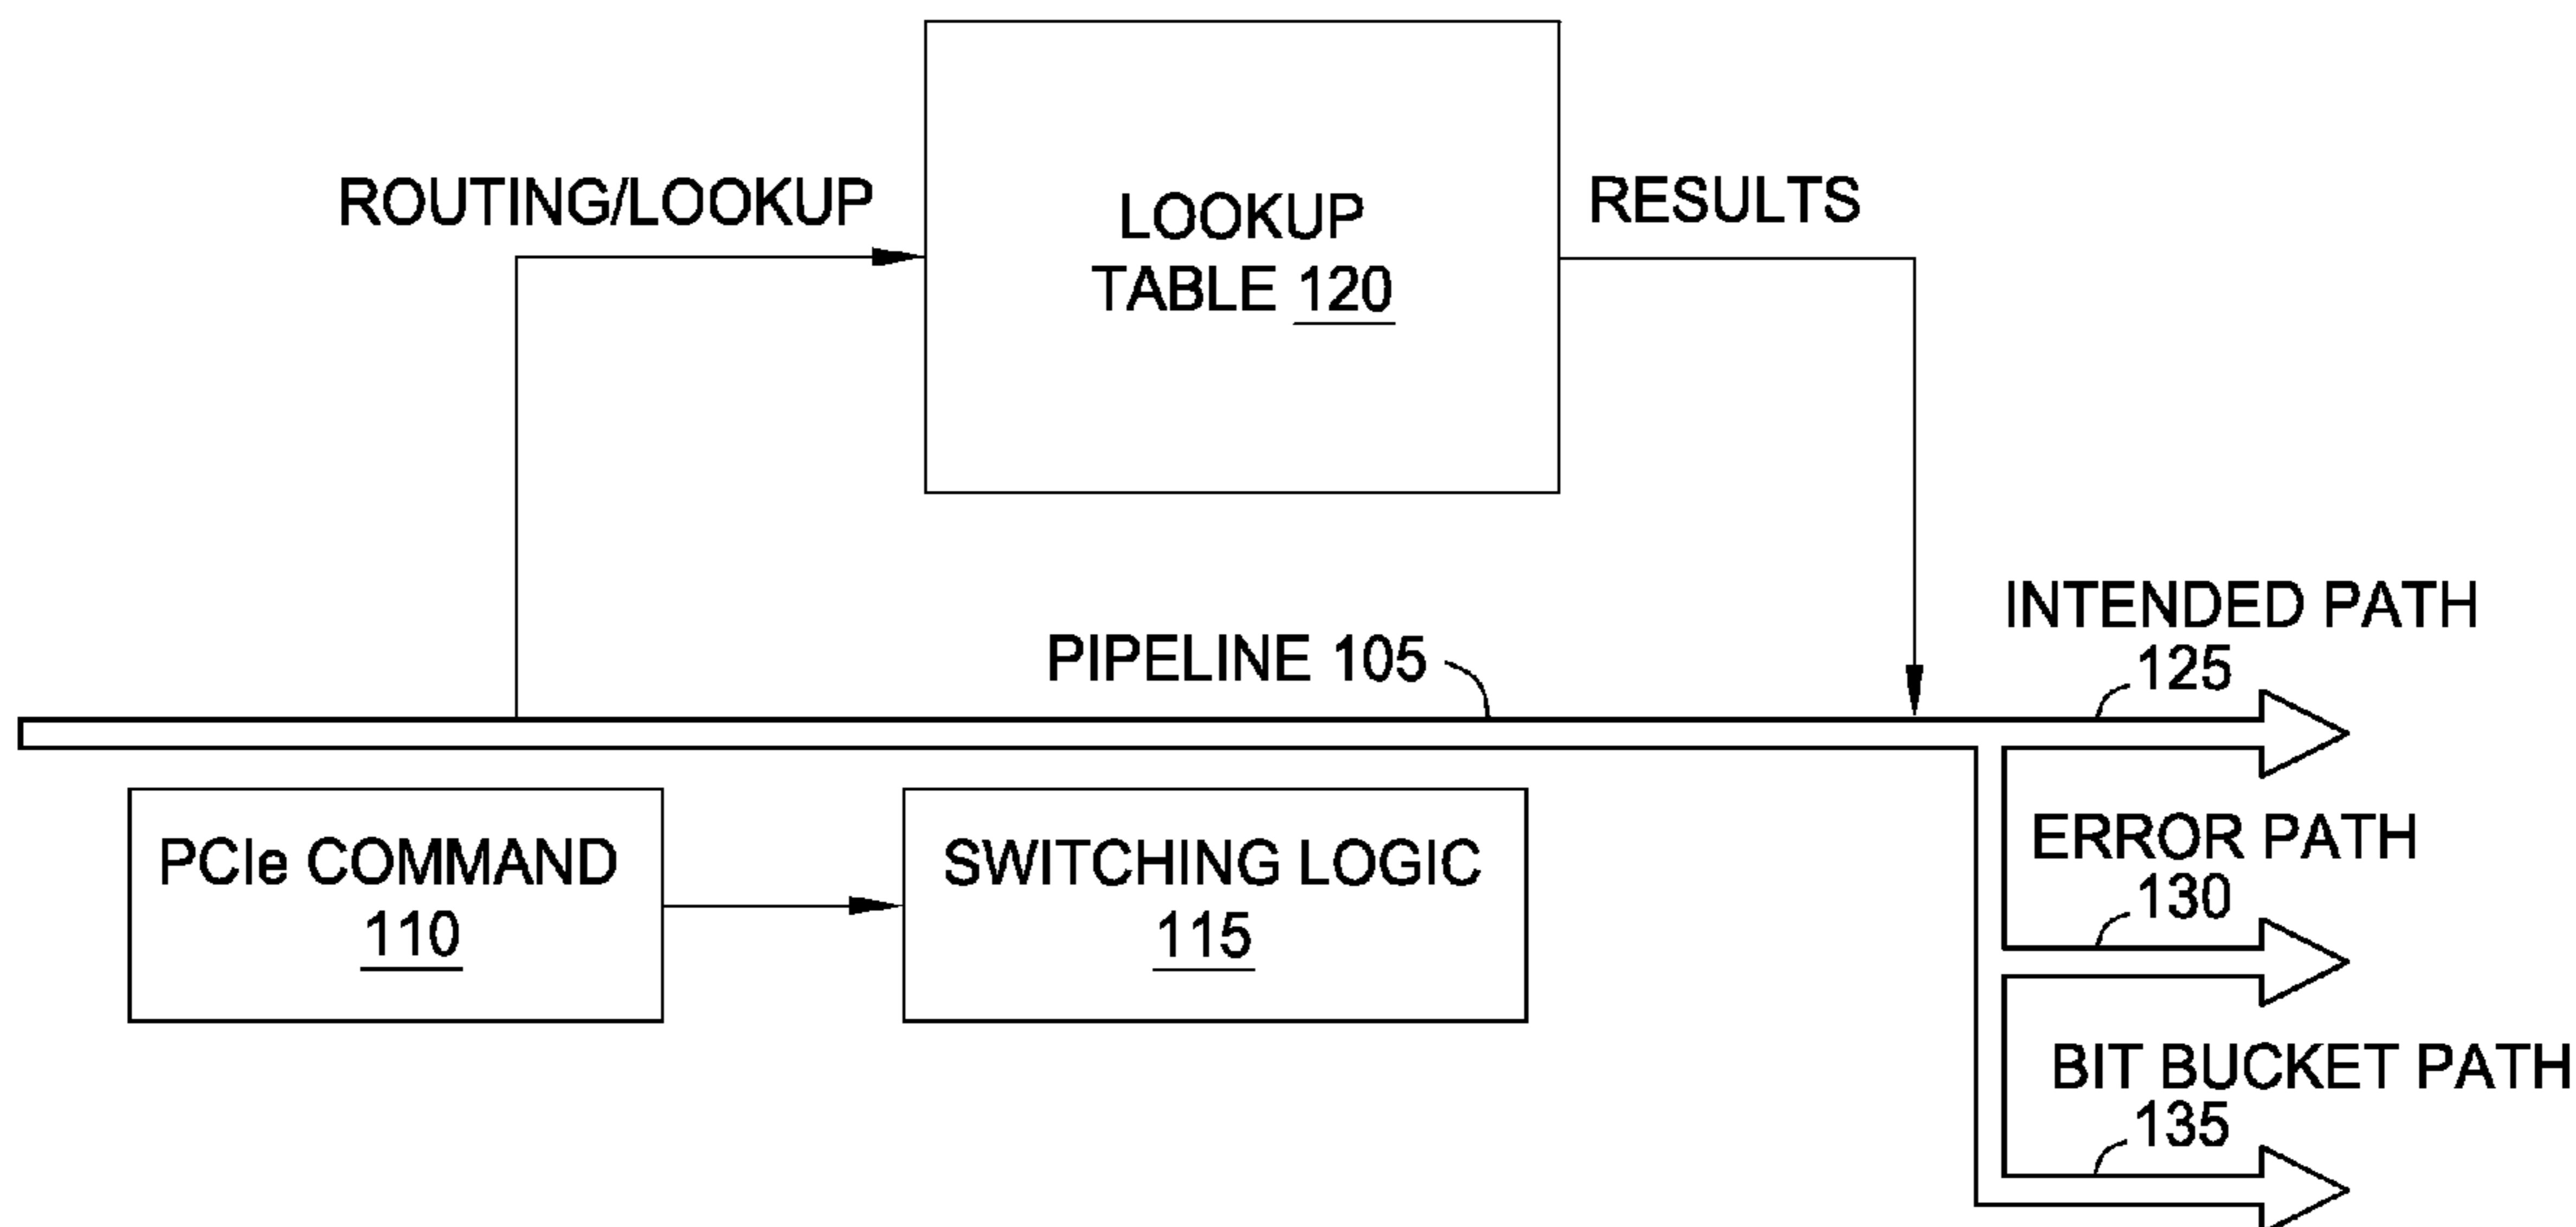 ROUTING/LOOKUP
LOOKUP
TABLE 120
RESULTS
PIPELINE 105
INTENDED PATH
125
PCIe COMMAND
110
SWITCHING LOGIC
115
ERROR PATH
130
BIT BUCKET PATH
135